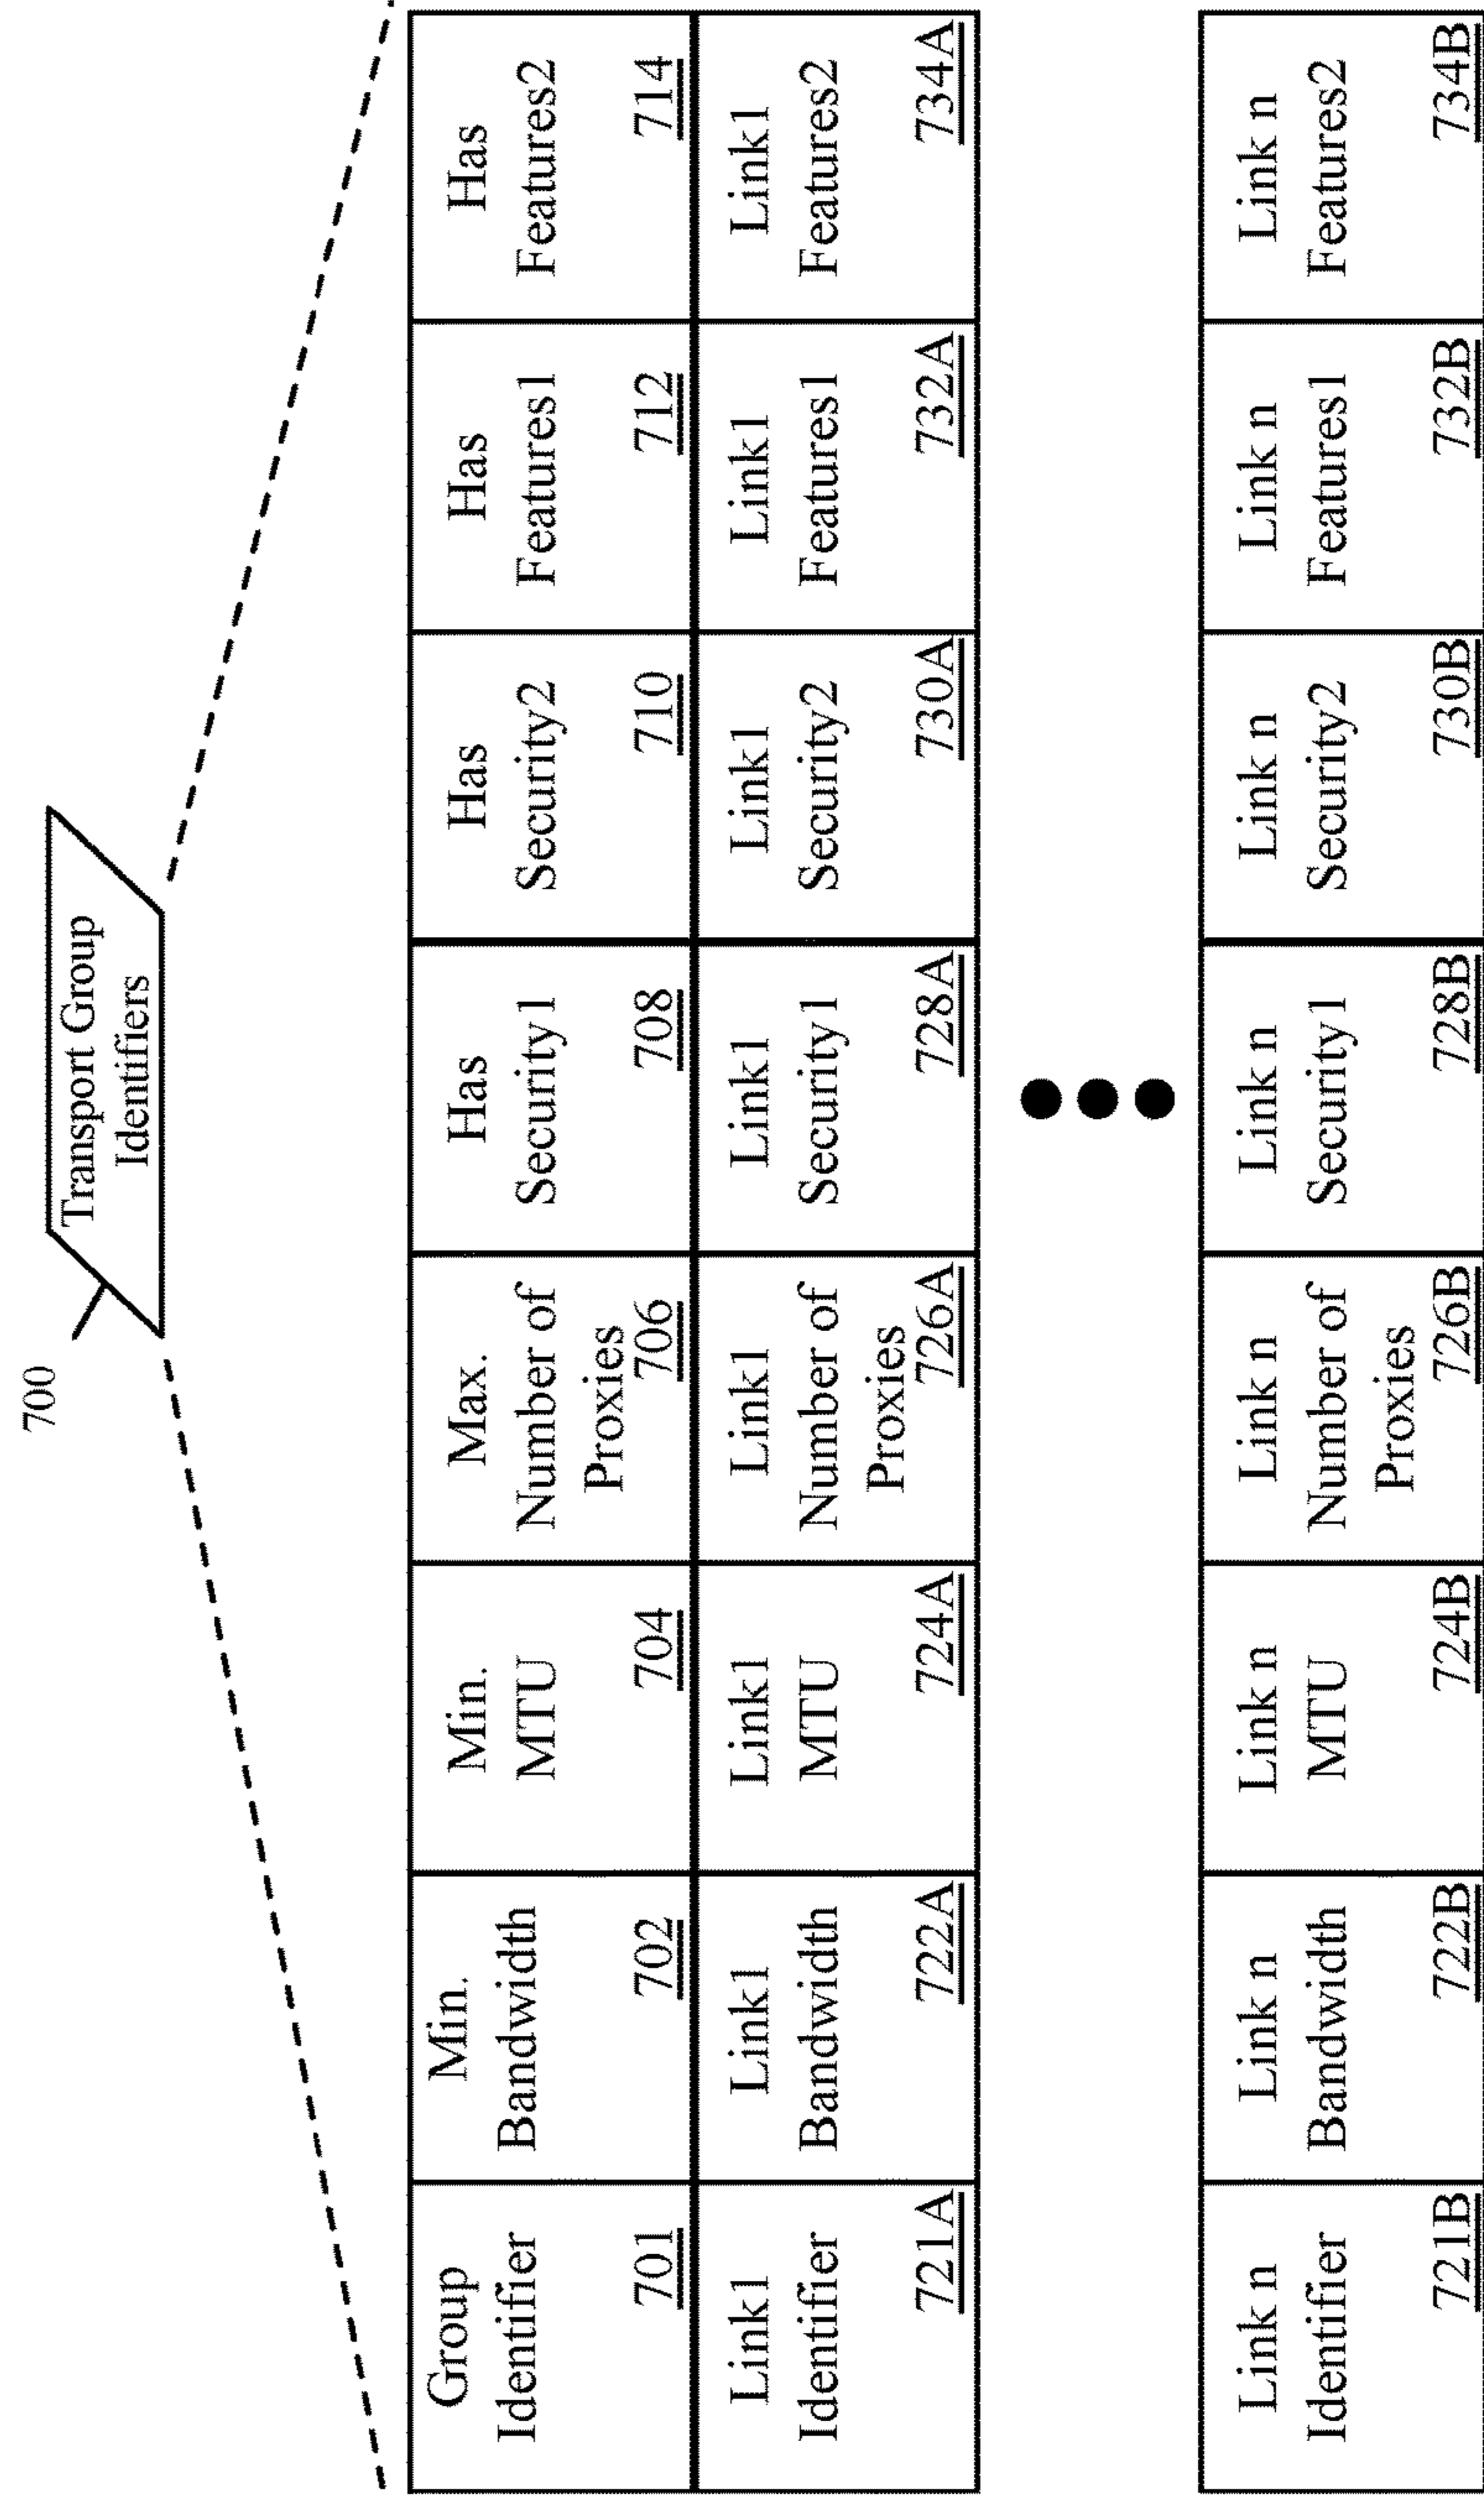 700
Transport Group
Identifiers
Group
Identifier
701
Min.
Bandwidth
702
Min.
MTU
704
Max.
Number of
Proxies
706
Has
Security1
708
Has
Security2
710
Has
Features1
712
Has
Features2
714
Link1
Identifier
721A
Link1
Bandwidth
722A
Link1
MTU
724A
Link1
Number of
Proxies
726A
Link1
Security1
728A
Link1
Security2
730A
Link1
Features1
732A
Link1
Features2
734A
Link n
Identifier
721B
Link n
Bandwidth
722B
Link n
MTU
724B
Link n
Number of
Proxies
726B
Link n
Security1
728B
Link n
Security2
730B
Link n
Features1
732B
Link n
Features2
734B